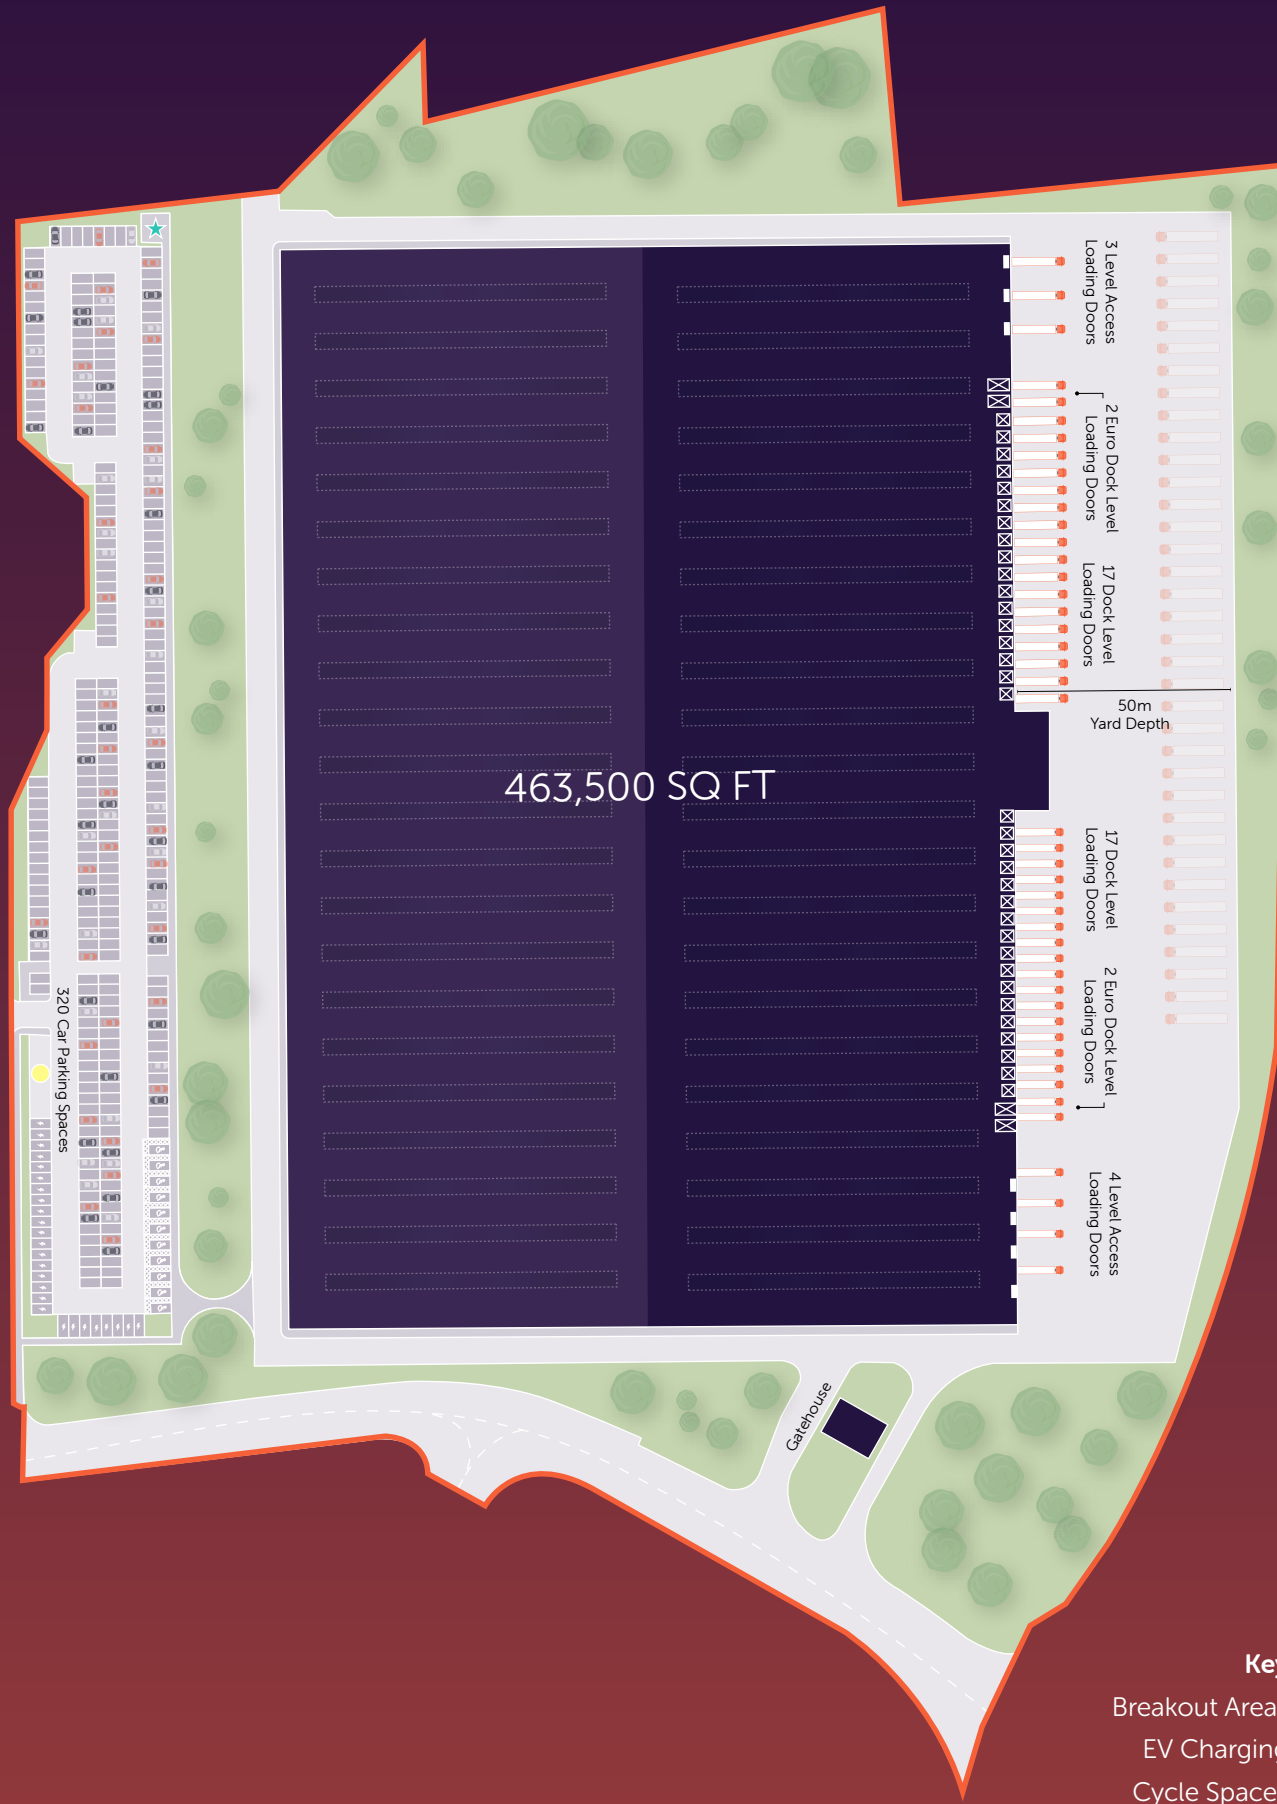 3 Level Access
Loading Doors
2 Euro Dock Level
Loading Doors
17 Dock Level
Loading Doors
50m
Yard Depth
463,500 SQ FT
17 Dock Level
Loading Doors
2 Euro Dock Level
Loading Doors
320 Car Parking Spaces
4 Level Access
Loading Doors
Gatehouse
Key
Breakout Area
EV Charging
Cycle Space